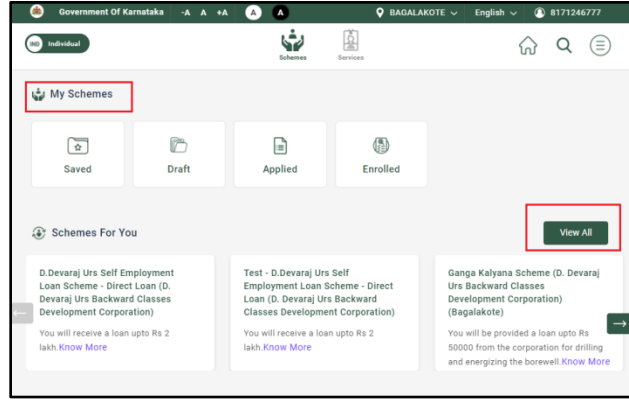 Government Of Karnataka -A A +A A A BAGALAKOTE English 8171246777
IND Individual
Schemes Services
My Schemes
Saved Draft Applied Enrolled
Schemes For You View All
D.Devaraj Urs Self Employment
Loan Scheme - Direct Loan (D.
Devaraj Urs Backward Classes
Development Corporation)
You will receive a loan upto Rs 2
lakh.Know More
Test - D.Devaraj Urs Self
Employment Loan Scheme - Direct
Loan (D. Devaraj Urs Backward
Classes Development Corporation)
You will receive a loan upto Rs 2
lakh.Know More
Ganga Kalyana Scheme (D. Devaraj
Urs Backward Classes
Development Corporation)
(Bagalakote)
You will be provided a loan upto Rs
50000 from the corporation for drilling
and energizing the borewell.Know More